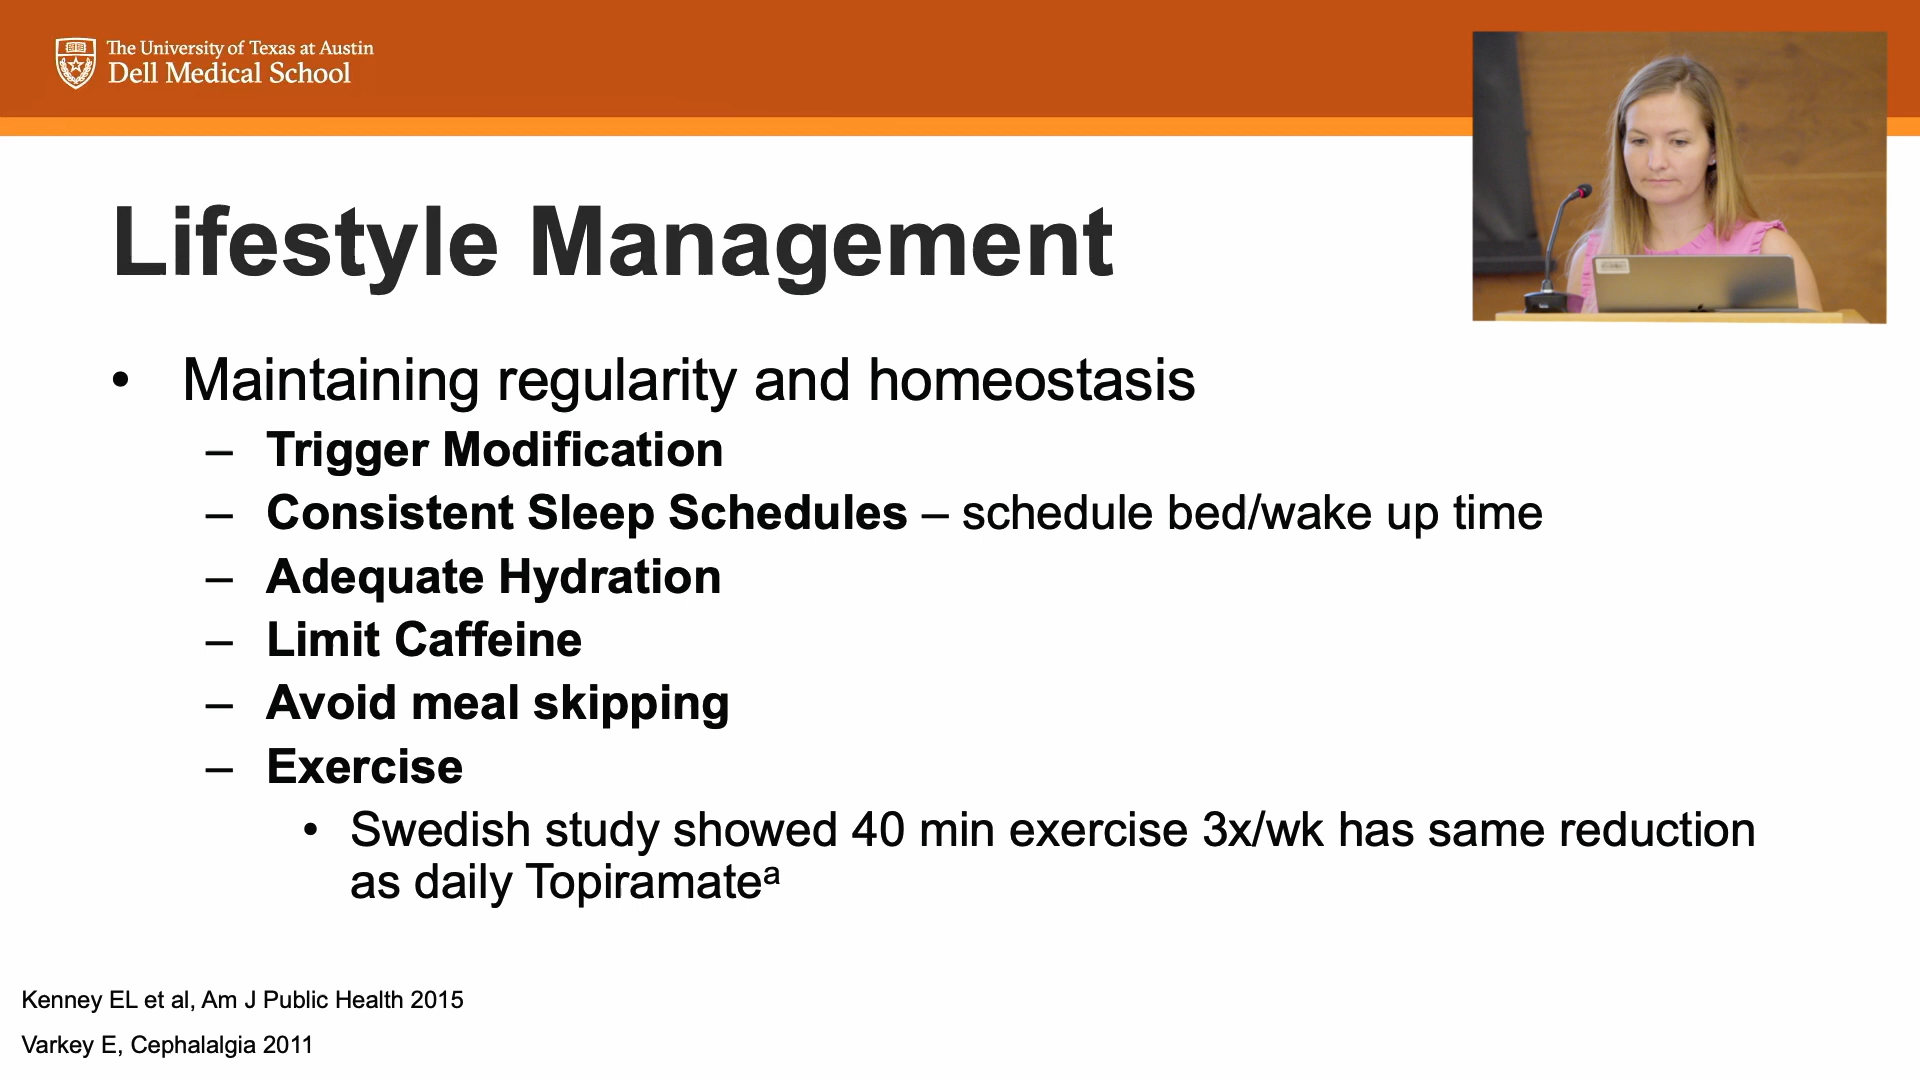 The University of Texas at Austin
Dell Medical School
Lifestyle Management
• Maintaining regularity and homeostasis
– Trigger Modification
– Consistent Sleep Schedules – schedule bed/wake up time
– Adequate Hydration
– Limit Caffeine
– Avoid meal skipping
– Exercise
• Swedish study showed 40 min exercise 3x/wk has same reduction
as daily Topiramateᵃ
Kenney EL et al, Am J Public Health 2015
Varkey E, Cephalalgia 2011